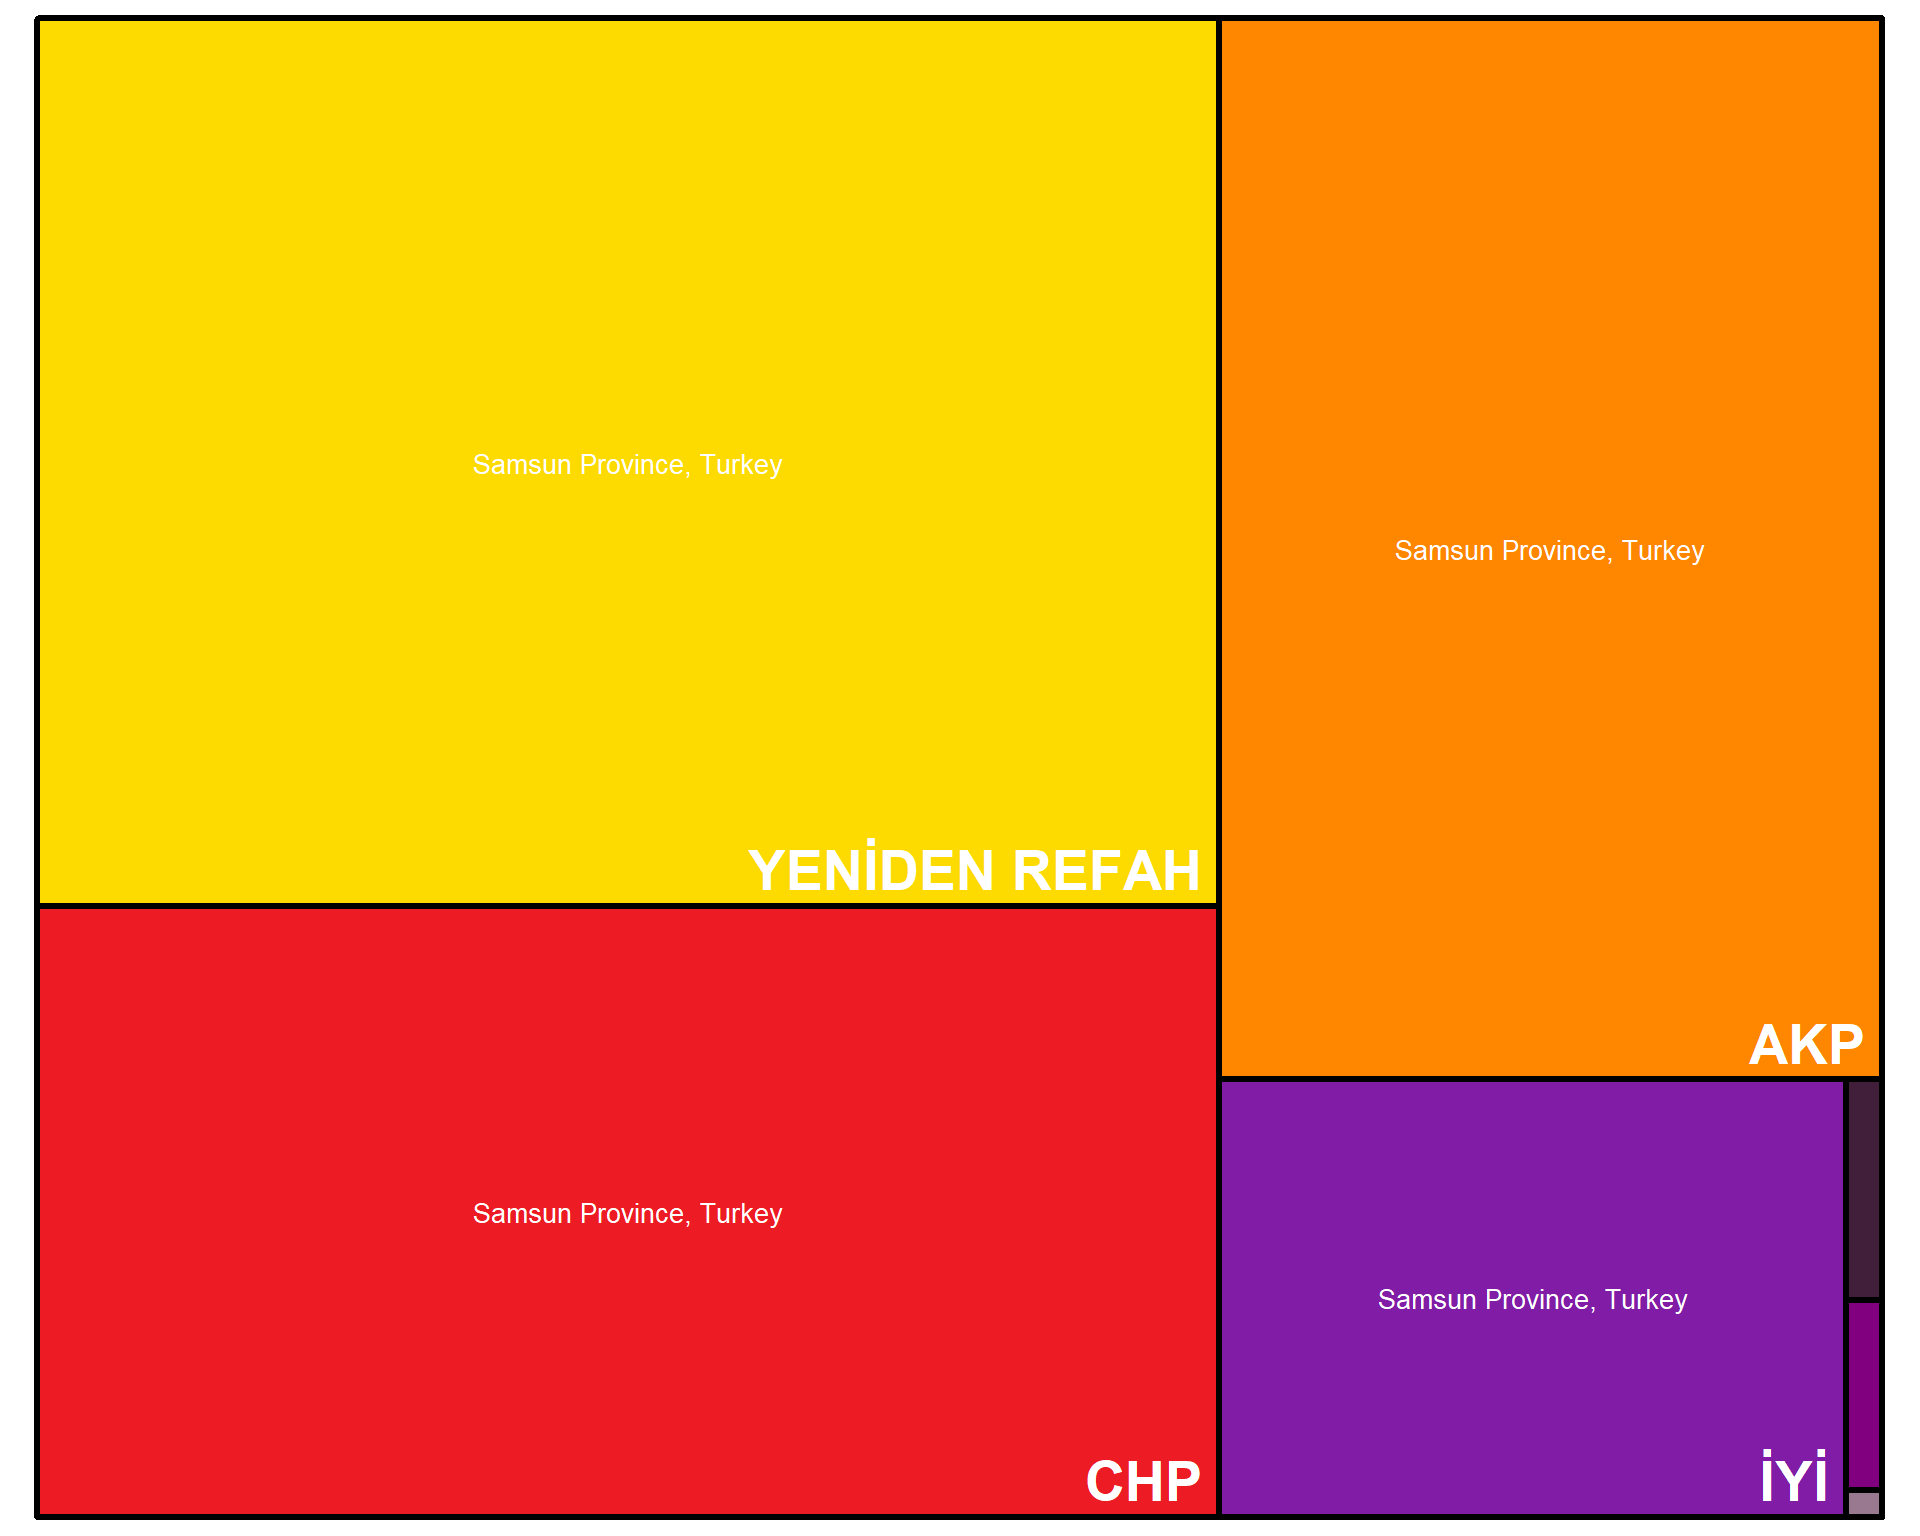 Samsun Province, Turkey
YENİDEN REFAH
Samsun Province, Turkey
AKP
Samsun Province, Turkey
CHP
Samsun Province, Turkey
İYİ